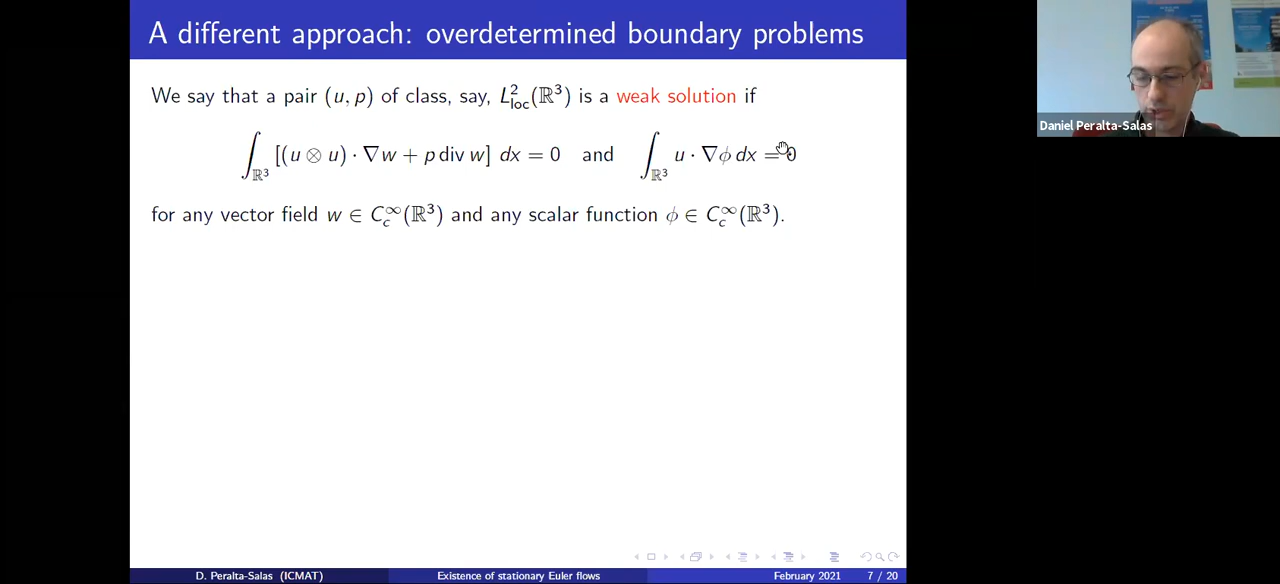 A different approach: overdetermined boundary problems
We say that a pair (u, p) of class, say, L²_loc(ℝ³) is a weak solution if
∫_ℝ³ [(u ⊗ u) · ∇w + p div w] dx = 0 and ∫_ℝ³ u · ∇ϕ dx = 0
for any vector field w ∈ C_c^∞(ℝ³) and any scalar function ϕ ∈ C_c^∞(ℝ³).
Daniel Peralta-Salas
D. Peralta-Salas (ICMAT) Existence of stationary Euler flows February 2021 7 / 20